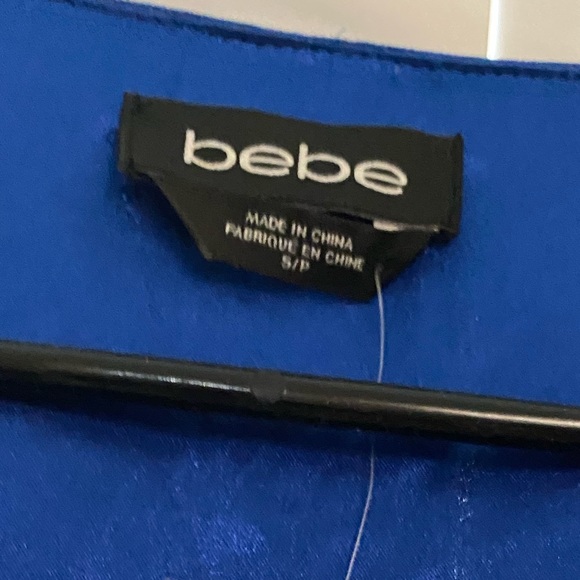 bebe
MADE IN CHINA
FABRIQUE EN CHINE
S/P